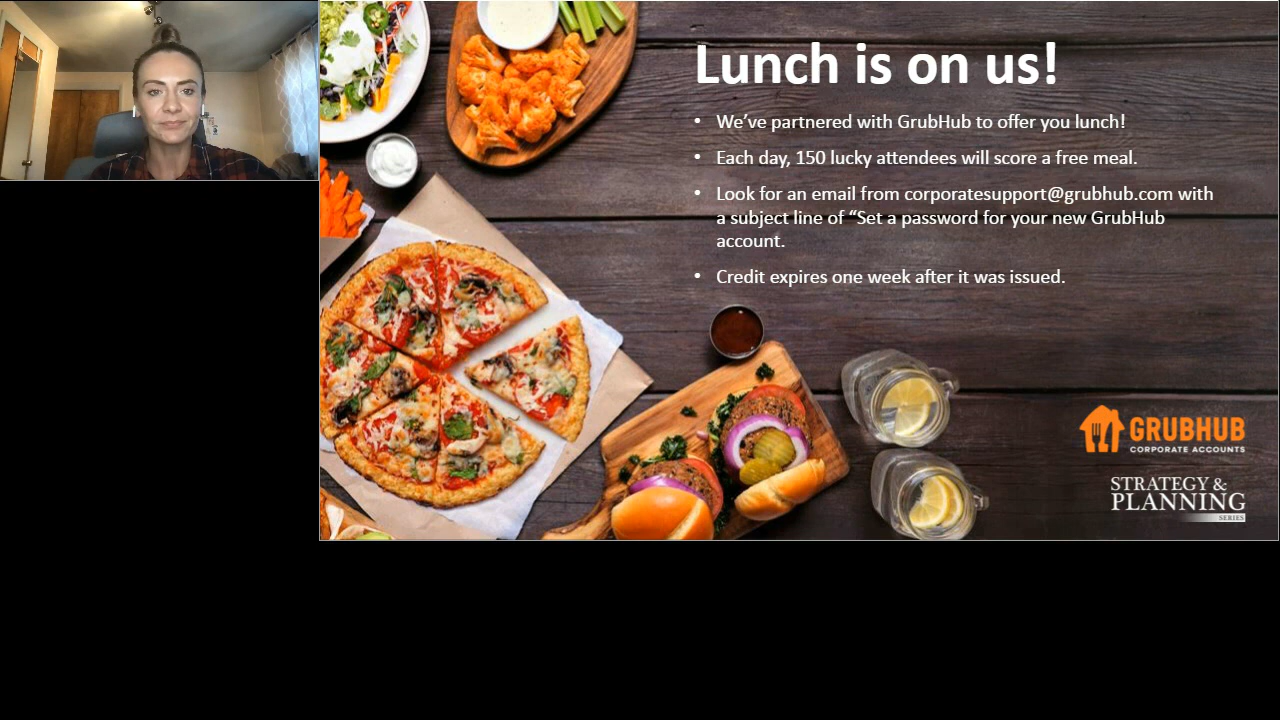 Lunch is on us!
• We’ve partnered with GrubHub to offer you lunch!
• Each day, 150 lucky attendees will score a free meal.
• Look for an email from corporatesupport@grubhub.com with
a subject line of “Set a password for your new GrubHub
account.
• Credit expires one week after it was issued.
GRUBHUB
CORPORATE ACCOUNTS
STRATEGY &
PLANNING
SERIES